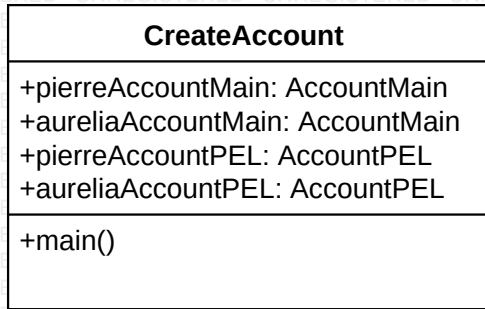 CreateAccount
+pierreAccountMain: AccountMain
+aureliaAccountMain: AccountMain
+pierreAccountPEL: AccountPEL
+aureliaAccountPEL: AccountPEL
+main()